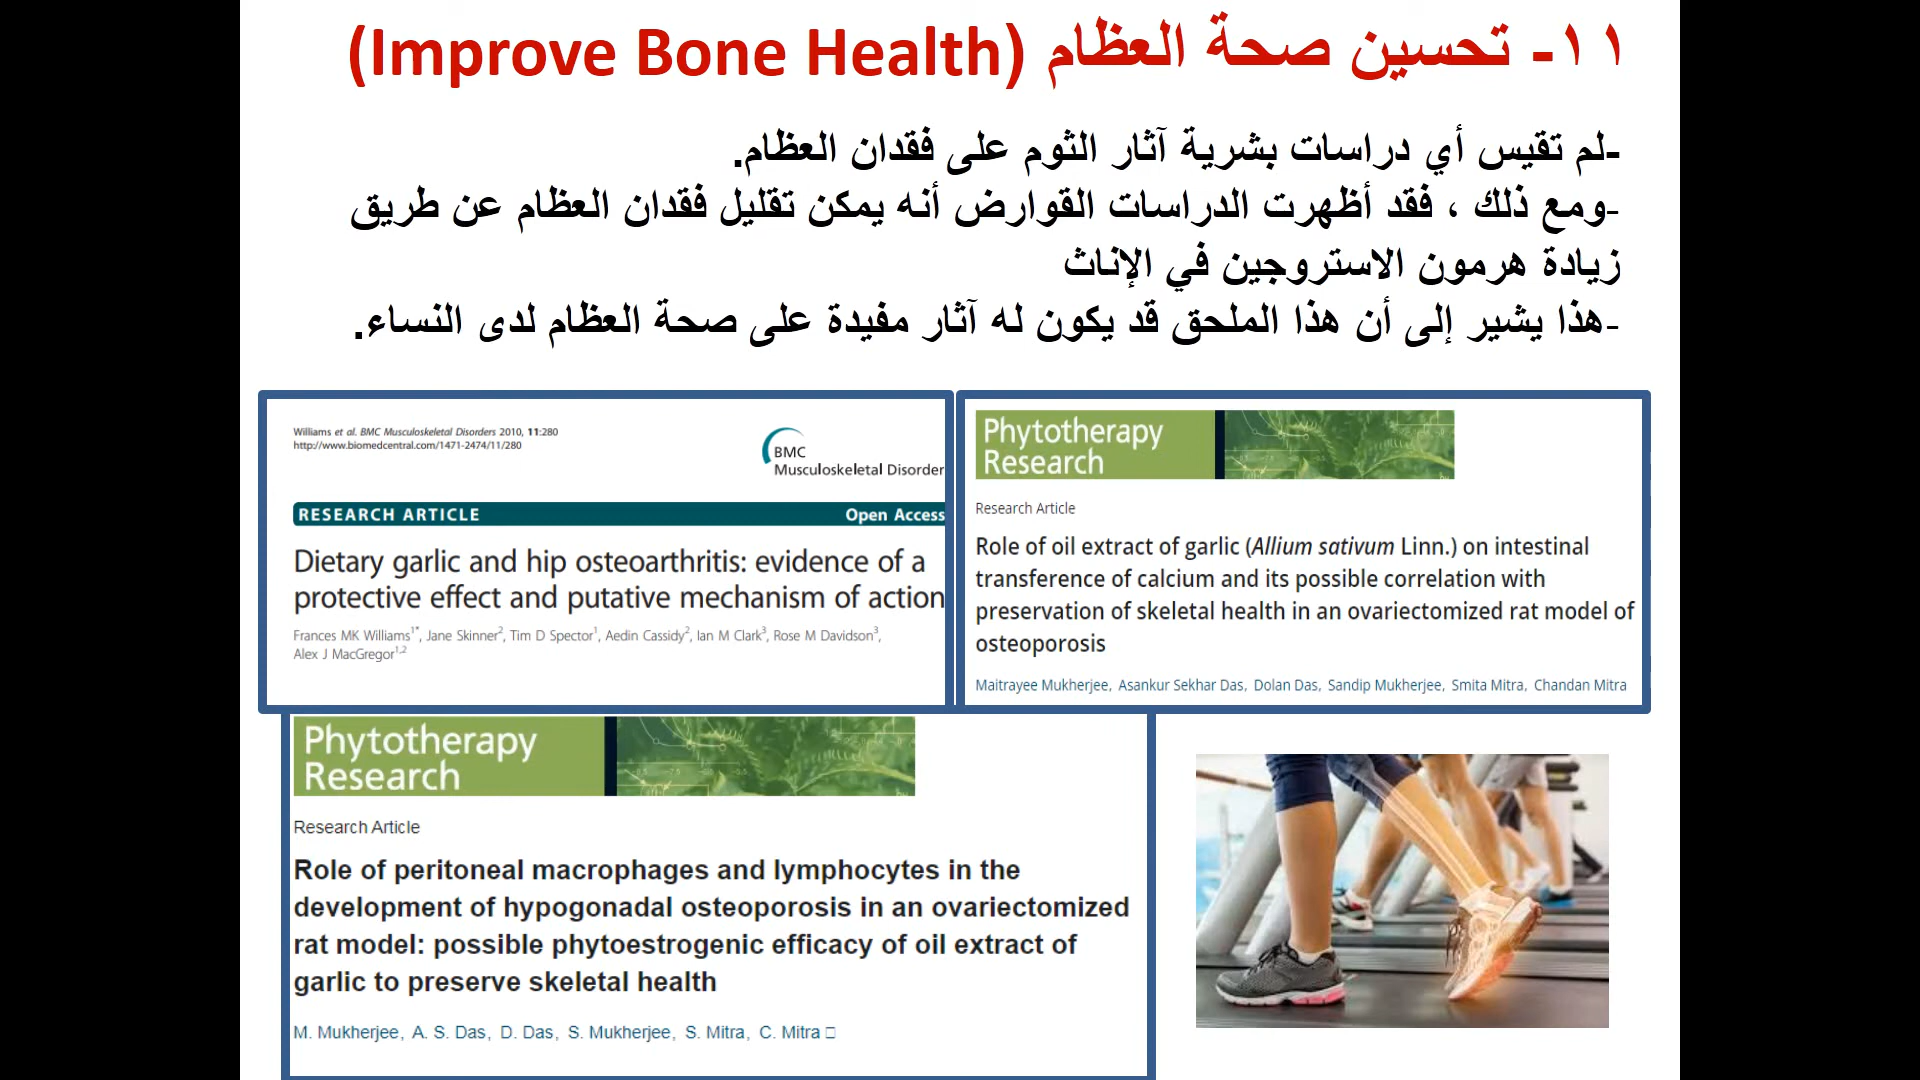 ١١- تحسين صحة العظام (Improve Bone Health)
-لم تقيس أي دراسات بشرية آثار الثوم على فقدان العظام.
-ومع ذلك ، فقد أظهرت الدراسات القوارض أنه يمكن تقليل فقدان العظام عن طريق
زيادة هرمون الاستروجين في الإناث
-هذا يشير إلى أن هذا الملحق قد يكون له آثار مفيدة على صحة العظام لدى النساء.
Williams et al. BMC Musculoskeletal Disorders 2010, 11:280
http://www.biomedcentral.com/1471-2474/11/280
BMC
Musculoskeletal Disorder
RESEARCH ARTICLE Open Access
Dietary garlic and hip osteoarthritis: evidence of a
protective effect and putative mechanism of action
Frances MK Williams1*, Jane Skinner2, Tim D Spector1, Aedin Cassidy2, Ian M Clark3, Rose M Davidson3,
Alex J MacGregor1,2
Phytotherapy
Research
Research Article
Role of oil extract of garlic (Allium sativum Linn.) on intestinal
transference of calcium and its possible correlation with
preservation of skeletal health in an ovariectomized rat model of
osteoporosis
Maitrayee Mukherjee, Asankur Sekhar Das, Dolan Das, Sandip Mukherjee, Smita Mitra, Chandan Mitra
Phytotherapy
Research
Research Article
Role of peritoneal macrophages and lymphocytes in the
development of hypogonadal osteoporosis in an ovariectomized
rat model: possible phytoestrogenic efficacy of oil extract of
garlic to preserve skeletal health
M. Mukherjee, A. S. Das, D. Das, S. Mukherjee, S. Mitra, C. Mitra